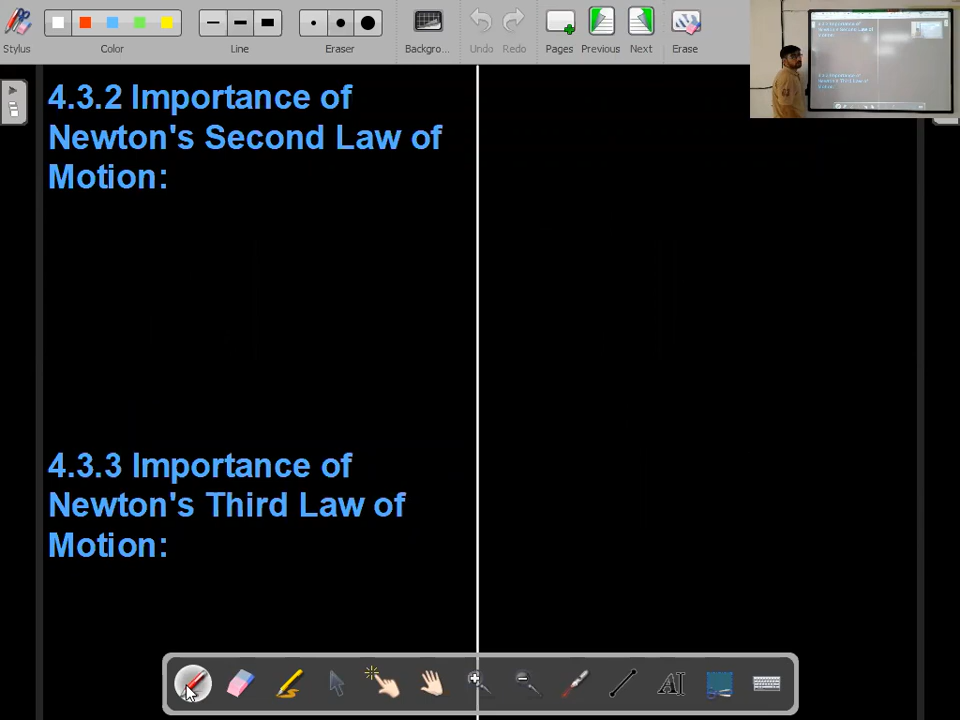 Stylus
Color
Line
Eraser
Backgro...
Undo
Redo
Pages
Previous
Next
Erase
4.3.2 Importance of
Newton's Second Law of
Motion:
4.3.3 Importance of
Newton's Third Law of
Motion: